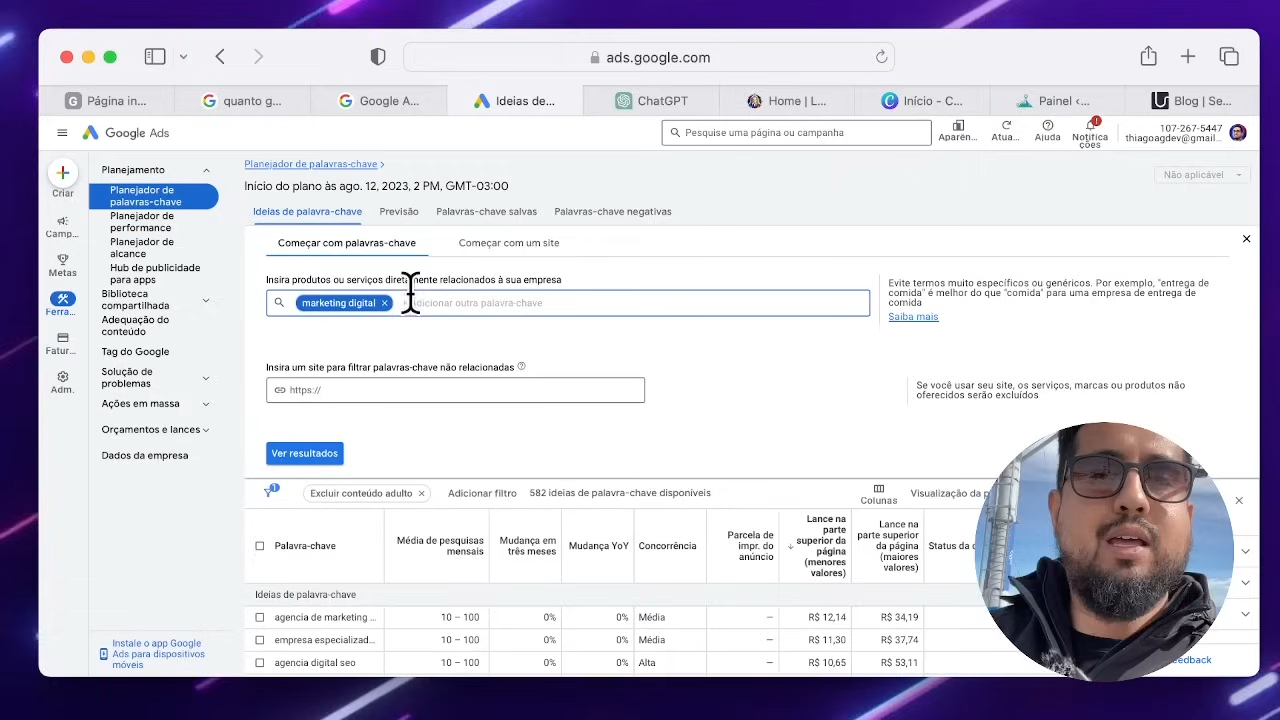 ads.google.com
Página in...
quanto g...
Google A...
Ideias de...
ChatGPT
Home | L...
Início - C...
Painel ‹...
Blog | Se...
Google Ads
Pesquise uma página ou campanha
Aparên...
Atua...
Ajuda
Notifica
ções
107-267-5447
thiagoagdev@gmail...
Criar
Camp...
Metas
Ferra...
Fatur...
Adm.
Planejamento
Planejador de
palavras-chave
Planejador de
performance
Planejador de
alcance
Hub de publicidade
para apps
Biblioteca
compartilhada
Adequação do
conteúdo
Tag do Google
Solução de
problemas
Ações em massa
Orçamentos e lances
Dados da empresa
Instale o app Google
Ads para dispositivos
móveis
Planejador de palavras-chave
Início do plano às ago. 12, 2023, 2 PM, GMT-03:00
Não aplicável
Ideias de palavra-chave Previsão Palavras-chave salvas Palavras-chave negativas
Começar com palavras-chave Começar com um site
Insira produtos ou serviços diretamente relacionados à sua empresa
marketing digital
Adicionar outra palavra-chave
Evite termos muito específicos ou genéricos. Por exemplo, "entrega de
comida" é melhor do que "comida" para uma empresa de entrega de
comida
Saiba mais
Insira um site para filtrar palavras-chave não relacionadas
https://
Se você usar seu site, os serviços, marcas ou produtos não
oferecidos serão excluídos
Ver resultados
1
Excluir conteúdo adulto
Adicionar filtro
582 ideias de palavra-chave disponíveis
Colunas
Visualização da
Palavra-chave
Média de pesquisas
mensais
Mudança em
três meses
Mudança YoY
Concorrência
Parcela de
impr. do
anúncio
Lance na
parte
superior da
página
(menores
valores)
Lance na
parte superior
da página
(maiores
valores)
Status da
Ideias de palavra-chave
agencia de marketing ... 10 – 100 0% 0% Média – R$ 12,14 R$ 34,19
empresa especializad... 10 – 100 0% 0% Média – R$ 11,30 R$ 37,74
agencia digital seo 10 – 100 0% 0% Alta – R$ 10,65 R$ 53,11